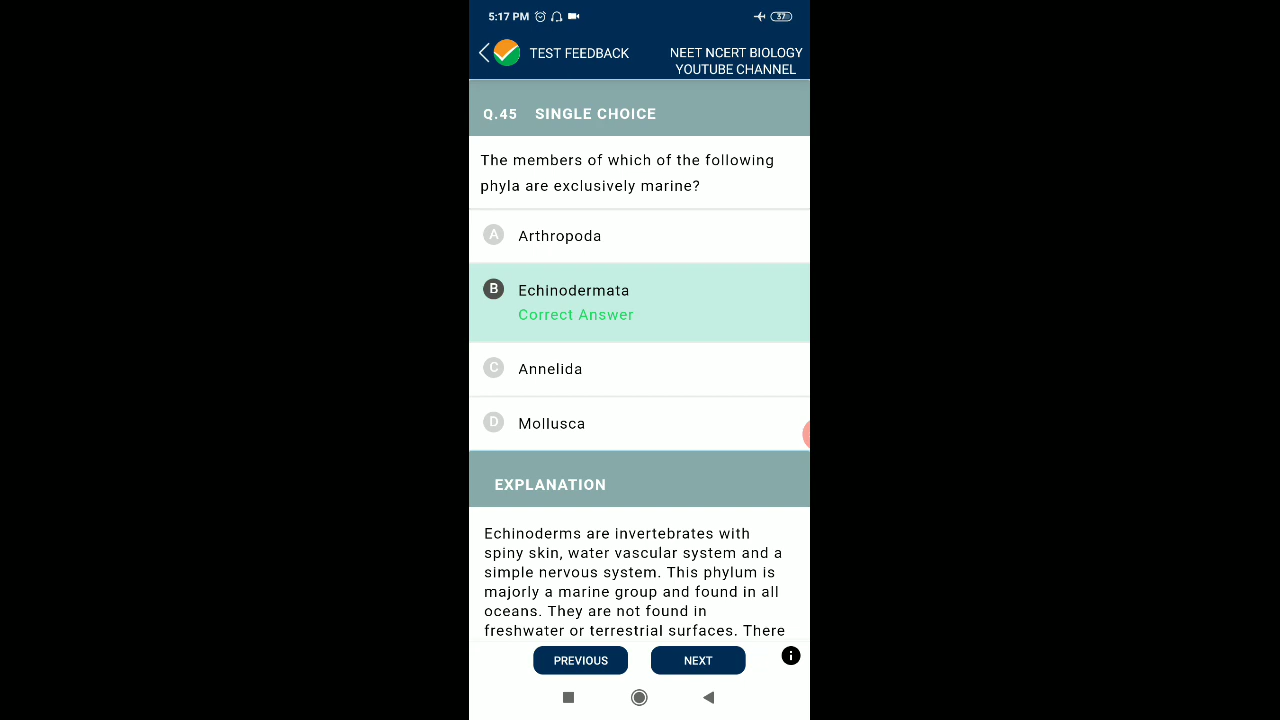 5:17 PM
37
TEST FEEDBACK
NEET NCERT BIOLOGY
YOUTUBE CHANNEL
Q.45 SINGLE CHOICE
The members of which of the following
phyla are exclusively marine?
A Arthropoda
B Echinodermata
Correct Answer
C Annelida
D Mollusca
EXPLANATION
Echinoderms are invertebrates with
spiny skin, water vascular system and a
simple nervous system. This phylum is
majorly a marine group and found in all
oceans. They are not found in
freshwater or terrestrial surfaces. There
PREVIOUS
NEXT